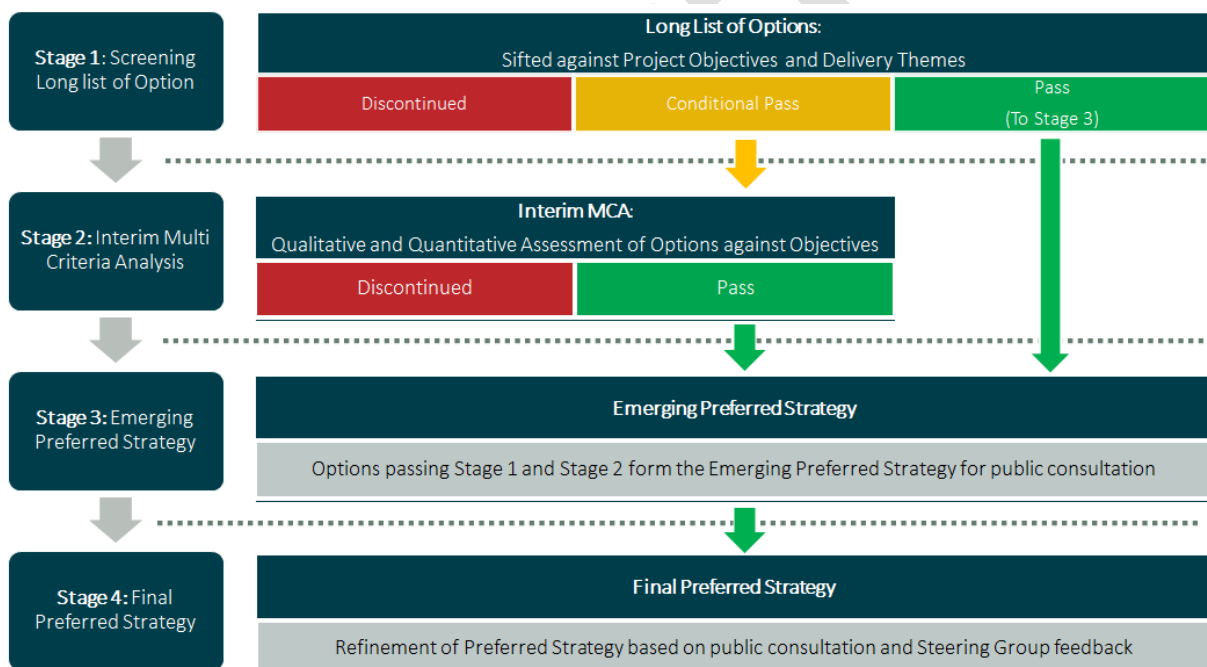 Stage 1: Screening
Long list of Option
Long List of Options:
Sifted against Project Objectives and Delivery Themes
Discontinued
Conditional Pass
Pass
(To Stage 3)
Stage 2: Interim Multi
Criteria Analysis
Interim MCA:
Qualitative and Quantitative Assessment of Options against Objectives
Discontinued
Pass
Stage 3: Emerging
Preferred Strategy
Emerging Preferred Strategy
Options passing Stage 1 and Stage 2 form the Emerging Preferred Strategy for public consultation
Stage 4: Final
Preferred Strategy
Final Preferred Strategy
Refinement of Preferred Strategy based on public consultation and Steering Group feedback